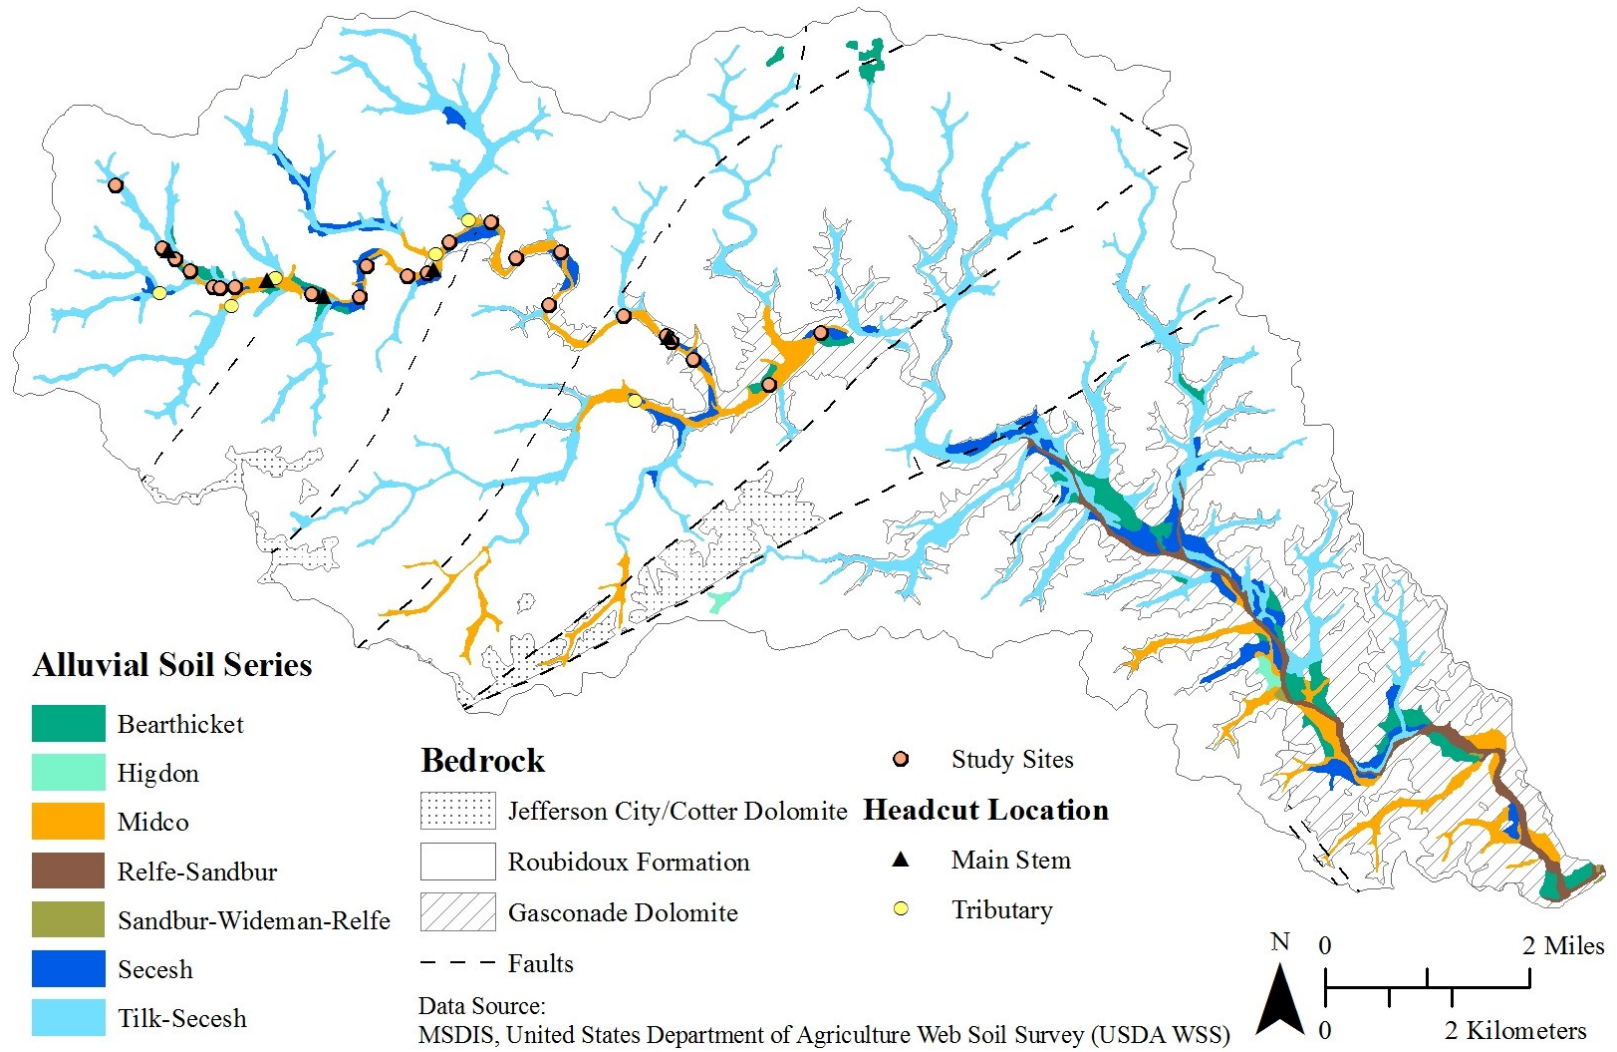 Alluvial Soil Series
Bearthicket
Higdon
Midco
Relfe-Sandbur
Sandbur-Wideman-Relfe
Secesh
Tilk-Secesh
Bedrock
Jefferson City/Cotter Dolomite
Roubidoux Formation
Gasconade Dolomite
Faults
Data Source:
MSDIS, United States Department of Agriculture Web Soil Survey (USDA WSS)
Study Sites
Headcut Location
Main Stem
Tributary
N
0 2 Miles
0 2 Kilometers